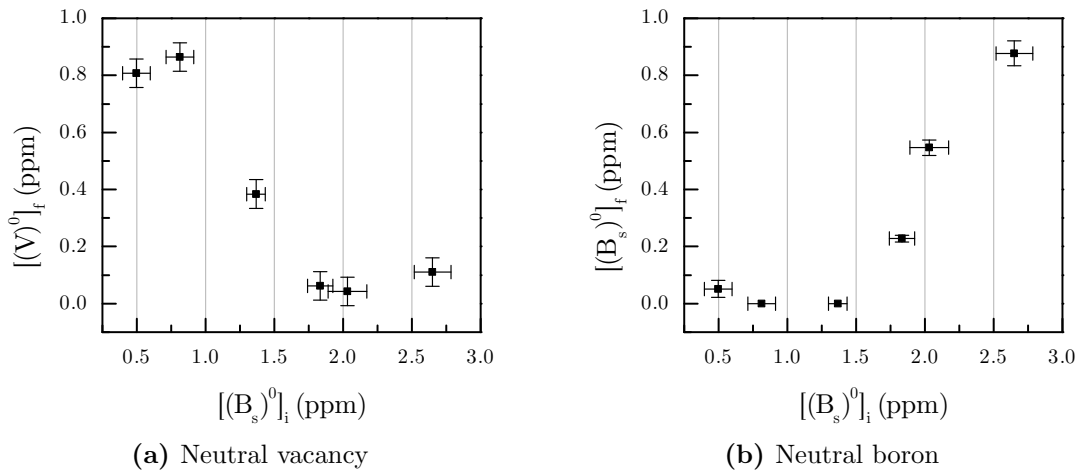 1.0
0.8
0.6
0.4
0.2
0.0
[(V)⁰]f (ppm)
0.5 1.0 1.5 2.0 2.5 3.0
[(Bs)⁰]i (ppm)
(a) Neutral vacancy
1.0
0.8
0.6
0.4
0.2
0.0
[(Bs)⁰]f (ppm)
0.5 1.0 1.5 2.0 2.5 3.0
[(Bs)⁰]i (ppm)
(b) Neutral boron